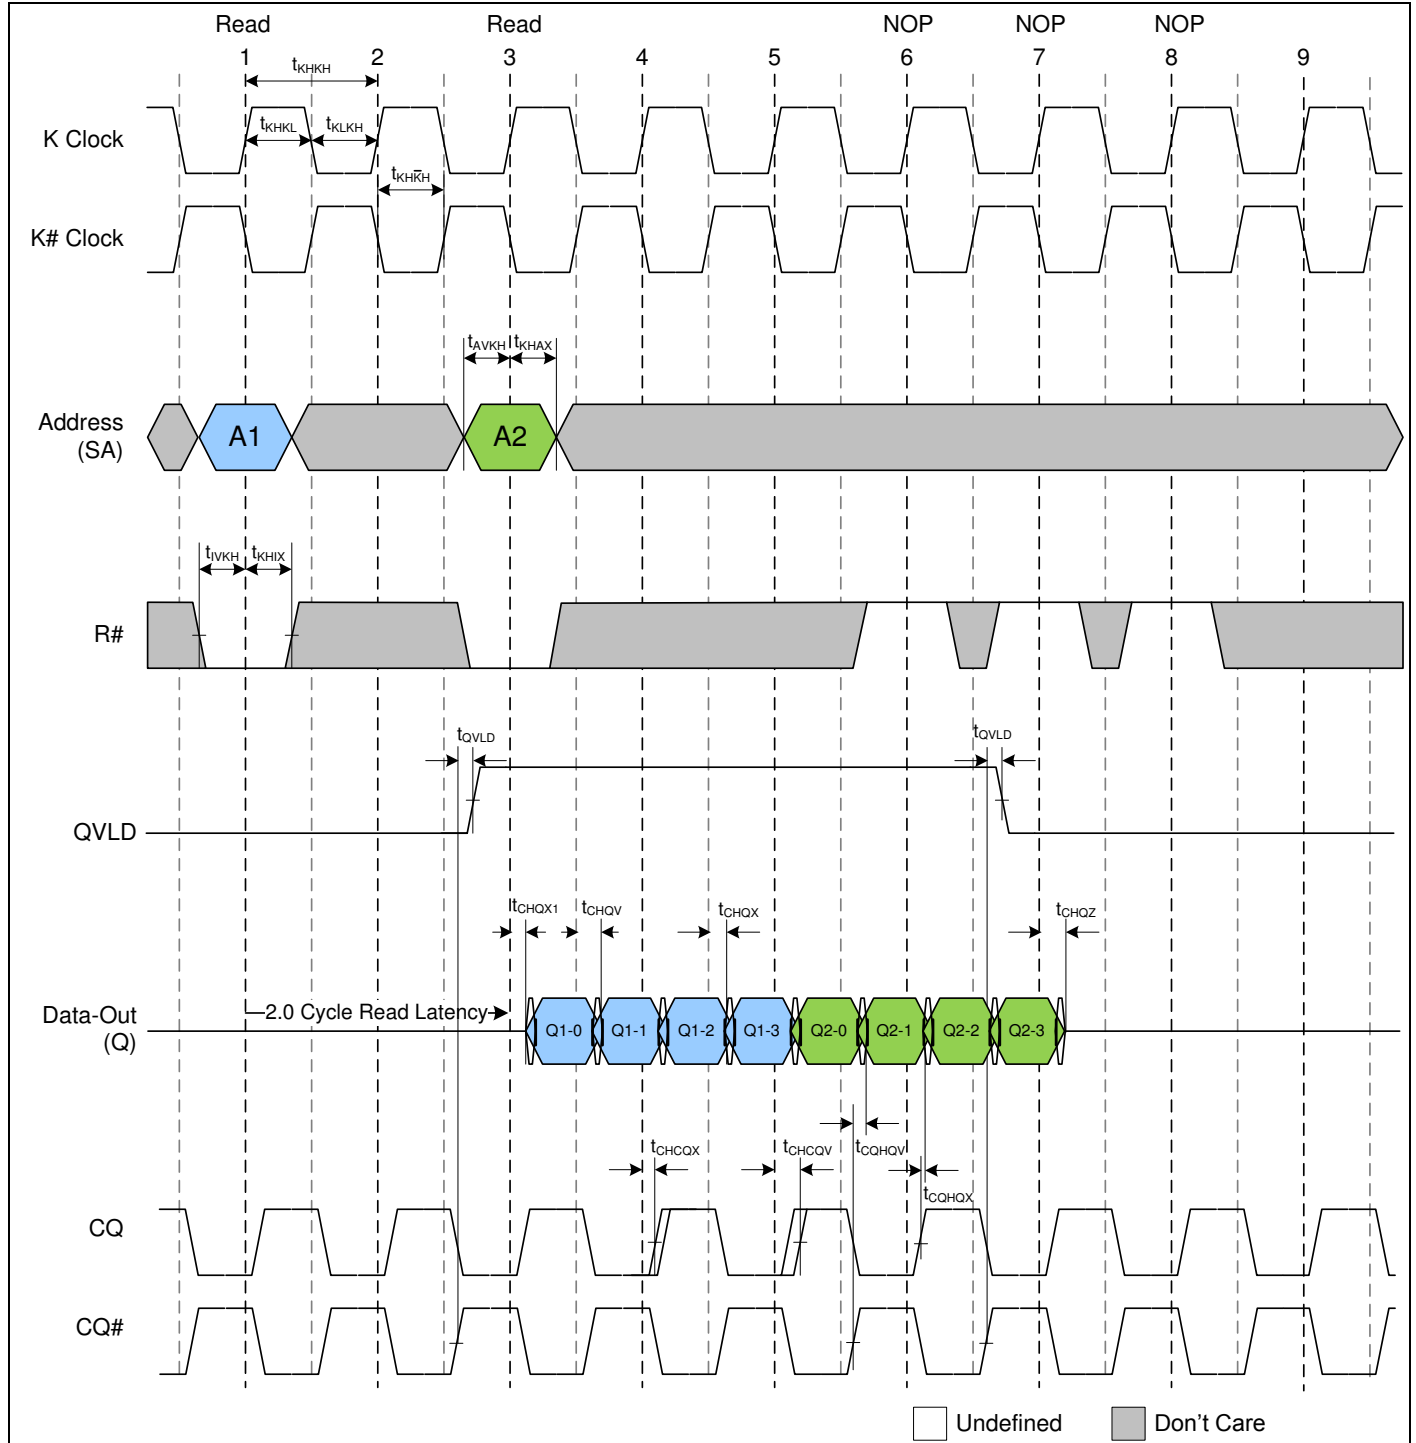 Read Read NOP NOP NOP
1 2 3 4 5 6 7 8 9
tKHKH
K Clock
tKHKL tKLKH
tKHK̅H
K# Clock
tAVKH tKHAX
Address
(SA)
A1 A2
tIVKH tKHIX
R#
tQVLD tQVLD
QVLD
tCHQX1 tCHQV tCHQX tCHQZ
Data-Out
(Q)
2.0 Cycle Read Latency
Q1-0 Q1-1 Q1-2 Q1-3 Q2-0 Q2-1 Q2-2 Q2-3
tCHCQX tCHCQV tCQHQV
tCQHQX
CQ
CQ#
Undefined Don't Care